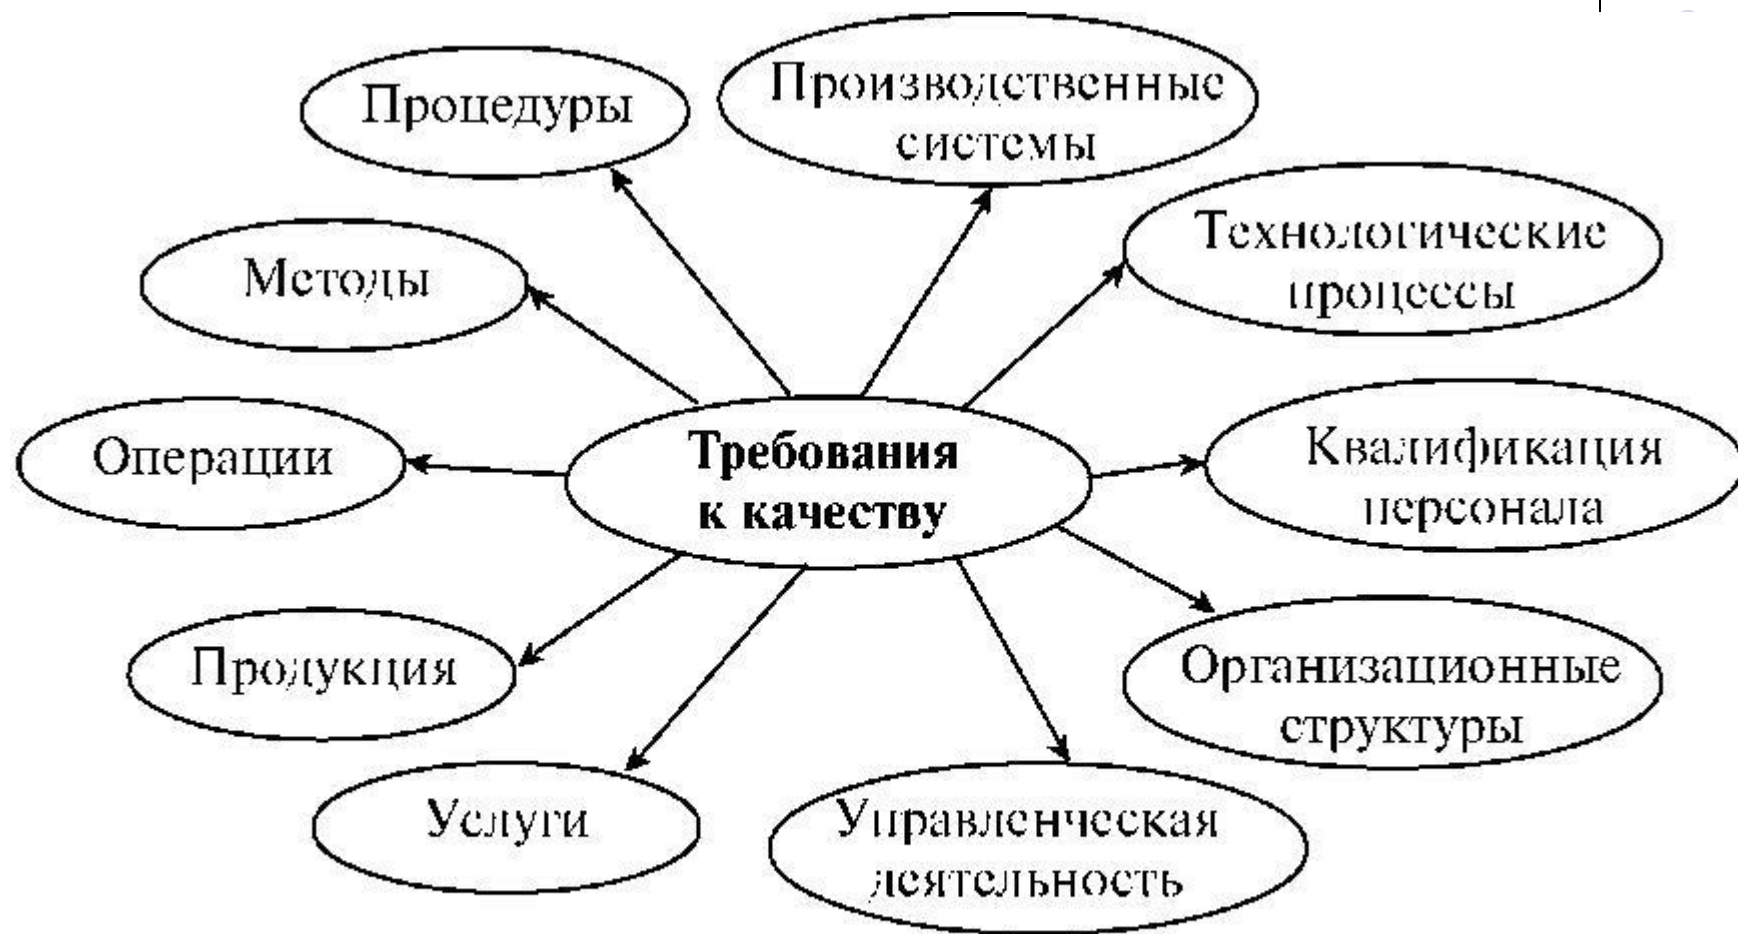 Процедуры
Производственные
системы
Методы
Технологические
процессы
Операции
Требования
к качеству
Квалификация
персонала
Продукция
Организационные
структуры
Услуги
Управленческая
деятельность